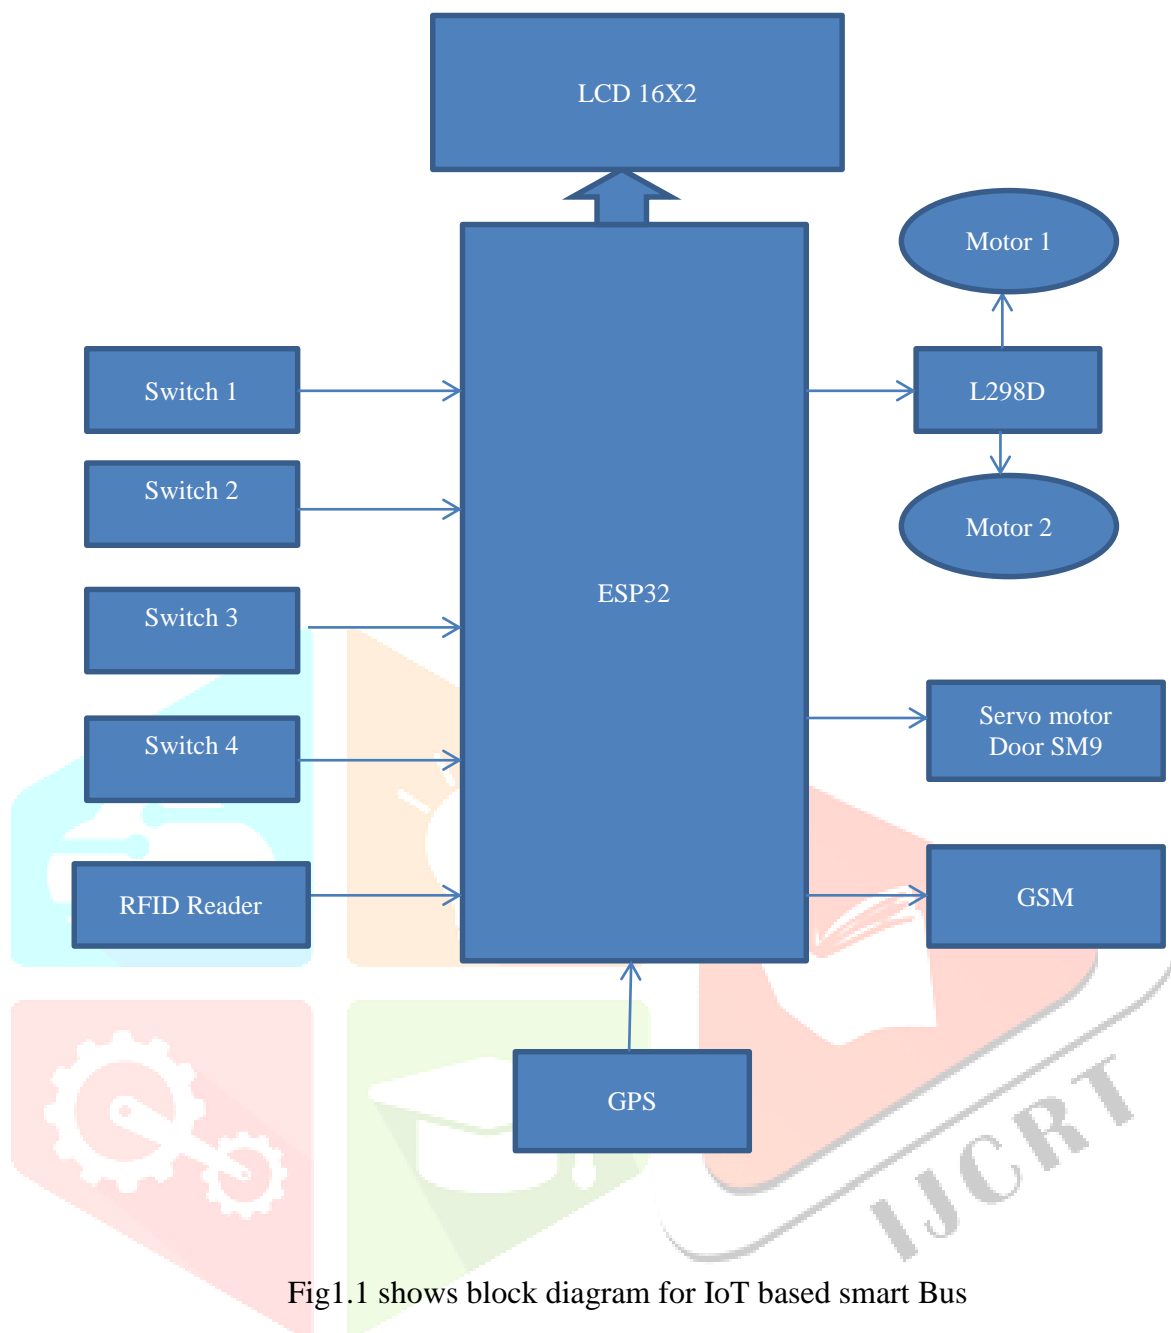 LCD 16X2
Motor 1
Switch 1
L298D
Switch 2
Motor 2
ESP32
Switch 3
Servo motor
Door SM9
Switch 4
RFID Reader
GSM
GPS
IJCRT
Fig1.1 shows block diagram for IoT based smart Bus